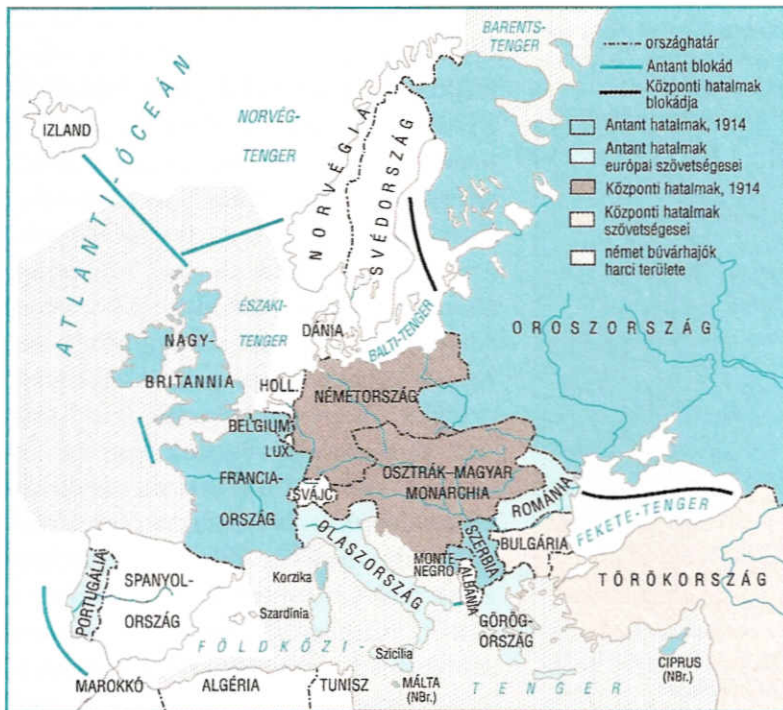 BARENTS-
TENGER
országhatár
Antant blokád
Központi hatalmak
blokádja
Antant hatalmak, 1914
Antant hatalmak
európai szövetségesei
Központi hatalmak, 1914
Központi hatalmak
szövetségesei
német búvárhajók
harci területe
IZLAND
NORVÉG-
TENGER
ATLANTI-ÓCEÁN
NORVÉGIA
SVÉDORSZÁG
ÉSZAKI-
TENGER
DÁNIA
BALTI-TENGER
OROSZORSZÁG
NAGY-
BRITANNIA
HOLL.
NÉMETORSZÁG
BELGIUM
LUX.
FRANCIA-
ORSZÁG
SVÁJC
OSZTRÁK-MAGYAR
MONARCHIA
ROMÁNIA
OLASZORSZÁG
SZERBIA
BULGÁRIA
FEKETE-TENGER
MONTE-
NEGRÓ
ALBÁNIA
TÖRÖKORSZÁG
PORTUGÁLIA
SPANYOL-
ORSZÁG
Korzika
Szardínia
GÖRÖG-
ORSZÁG
FÖLDKÖZI-
TENGER
Szicília
CIPRUS
(NBr.)
MAROKKÓ
ALGÉRIA
TUNISZ
MÁLTA
(NBr.)